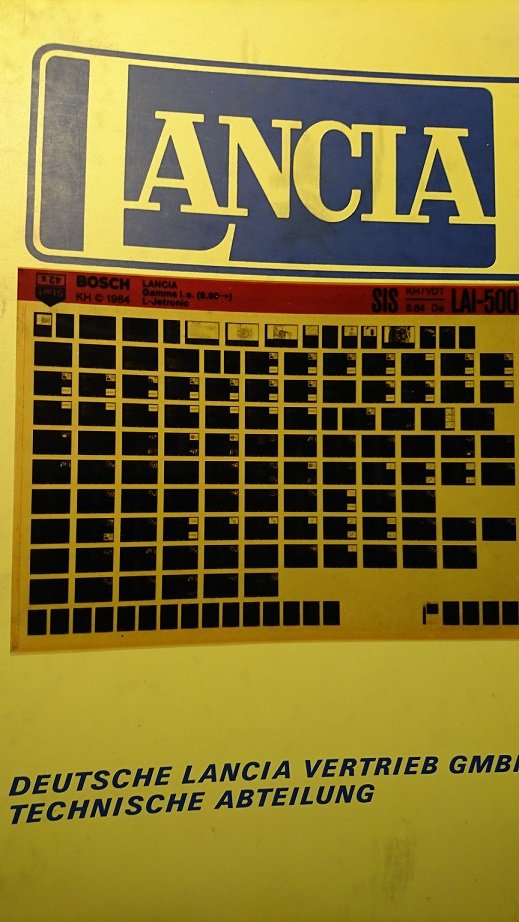 LANCIA
42x
BOSCH
KH © 1984
LANCIA
Gamma i.e. (6.80→)
L-Jetronic
SIS
KH/VDT
5.84 De
LAI-500
DEUTSCHE LANCIA VERTRIEB GMB
TECHNISCHE ABTEILUNG